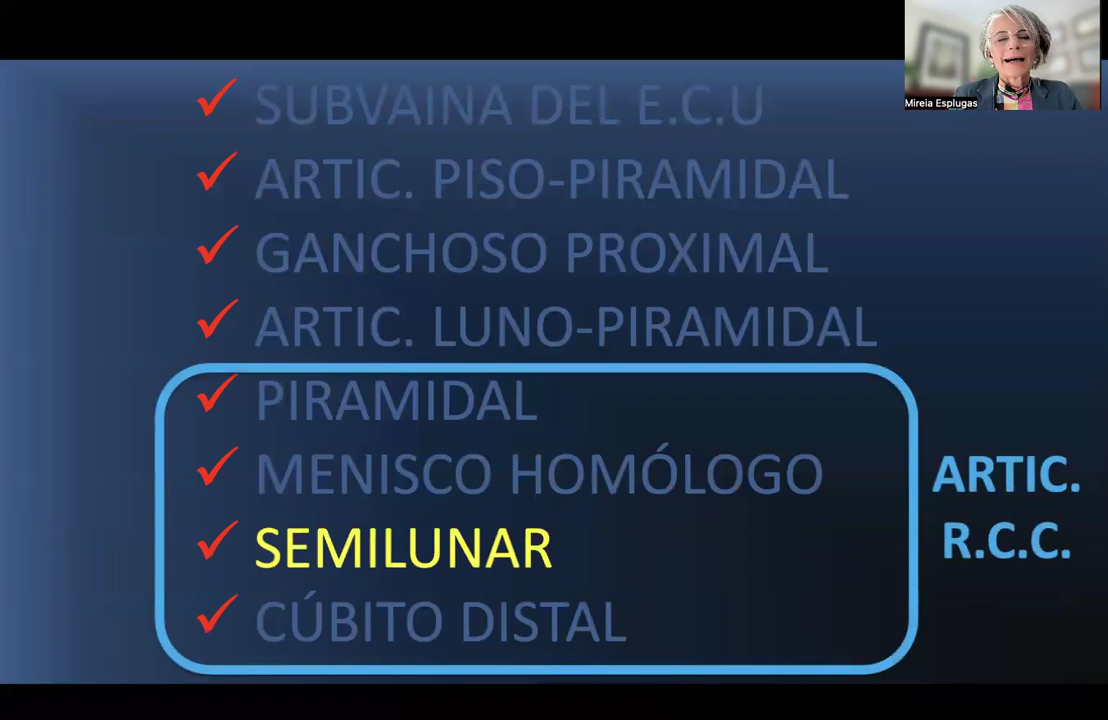 Mireia Esplugas
SUBVAINA DEL E.C.U
ARTIC. PISO-PIRAMIDAL
GANCHOSO PROXIMAL
ARTIC. LUNO-PIRAMIDAL
PIRAMIDAL
MENISCO HOMÓLOGO
SEMILUNAR
CÚBITO DISTAL
ARTIC.
R.C.C.